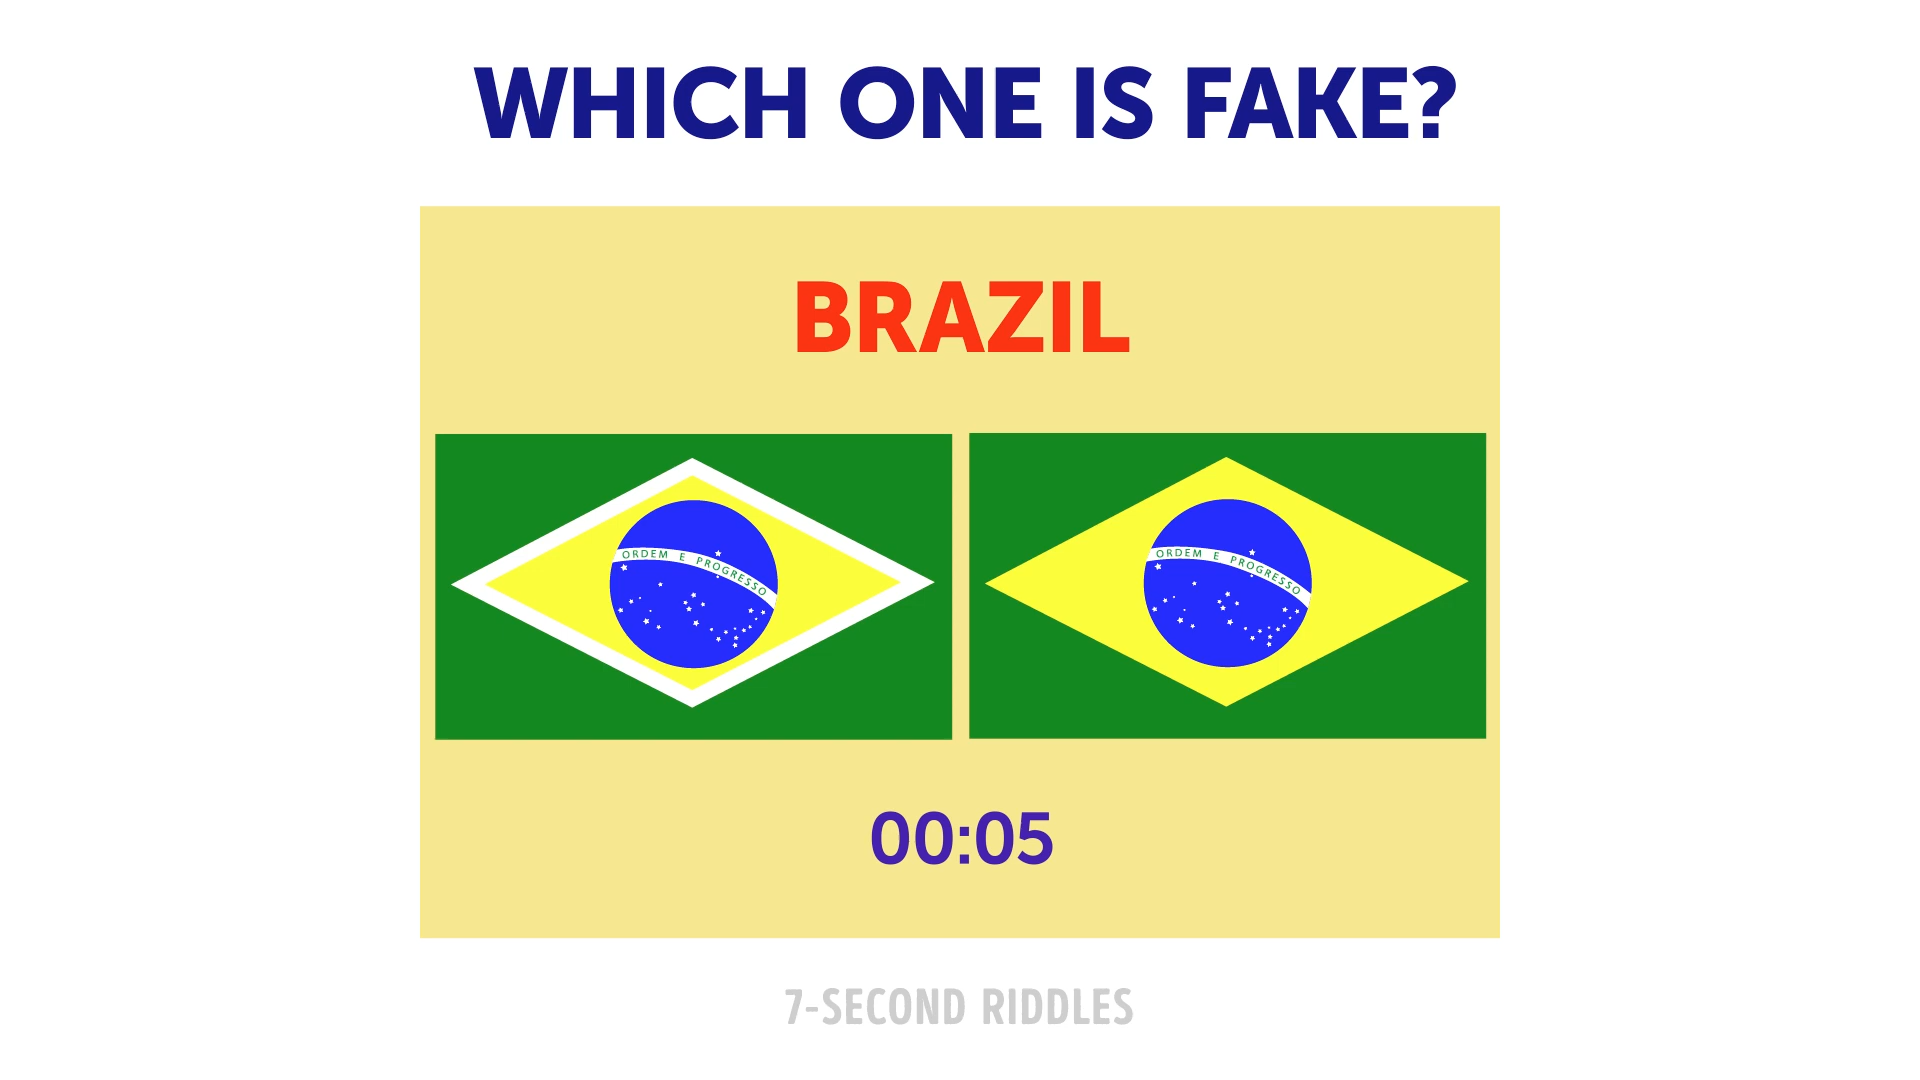 WHICH ONE IS FAKE?
BRAZIL
ORDEM E PROGRESSO
ORDEM E PROGRESSO
00:05
7-SECOND RIDDLES